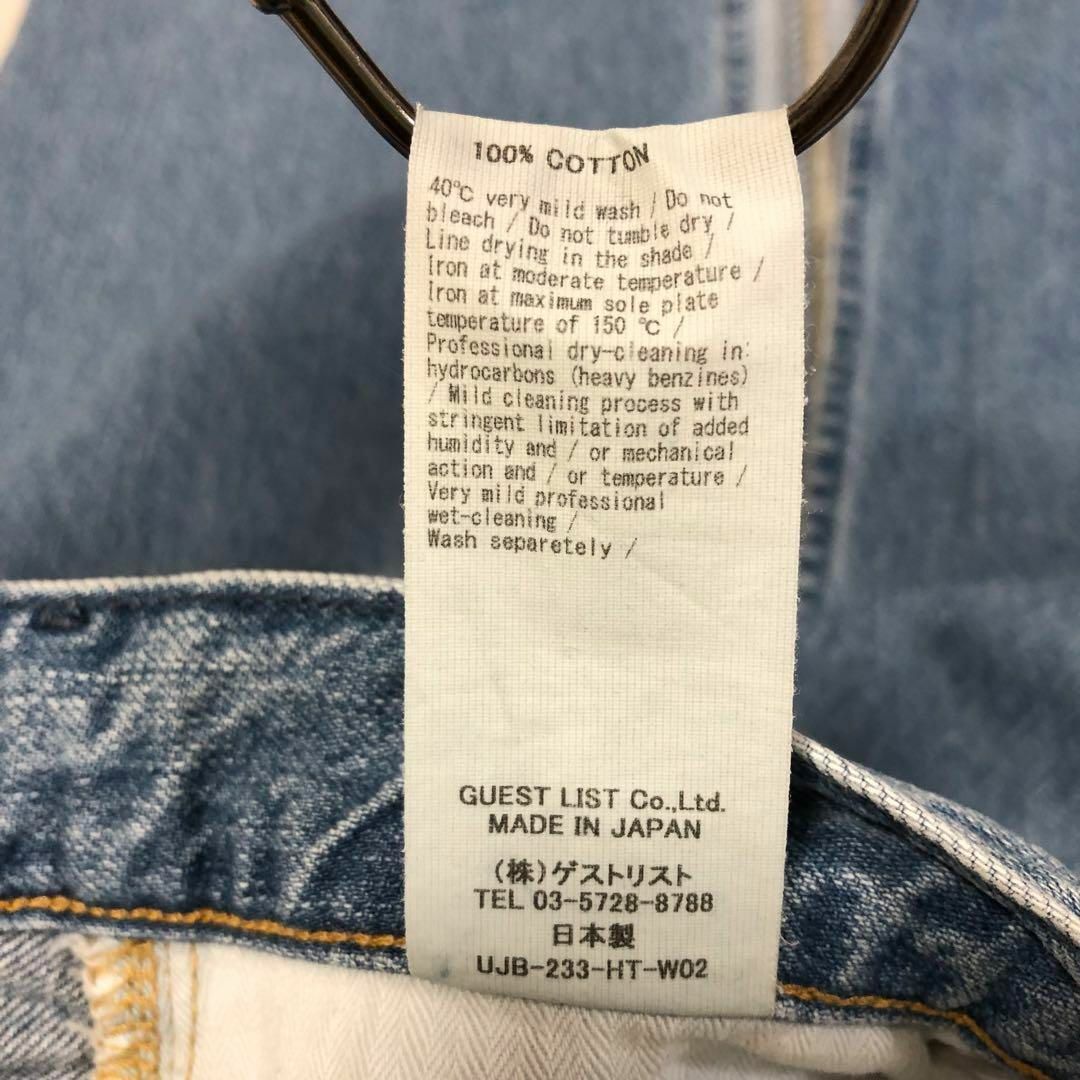 100% COTTON
40℃ very mild wash / Do not
bleach / Do not tumble dry /
Line drying in the shade /
Iron at moderate temperature /
Iron at maximum sole plate
temperature of 150 ℃ /
Professional dry-cleaning in:
hydrocarbons (heavy benzines)
/ Mild cleaning process with
stringent limitation of added
humidity and / or mechanical
action and / or temperature /
Very mild professional
wet-cleaning /
Wash separetely /
GUEST LIST Co.,Ltd.
MADE IN JAPAN
(株)ゲストリスト
TEL 03-5728-8788
日本製
UJB-233-HT-W02